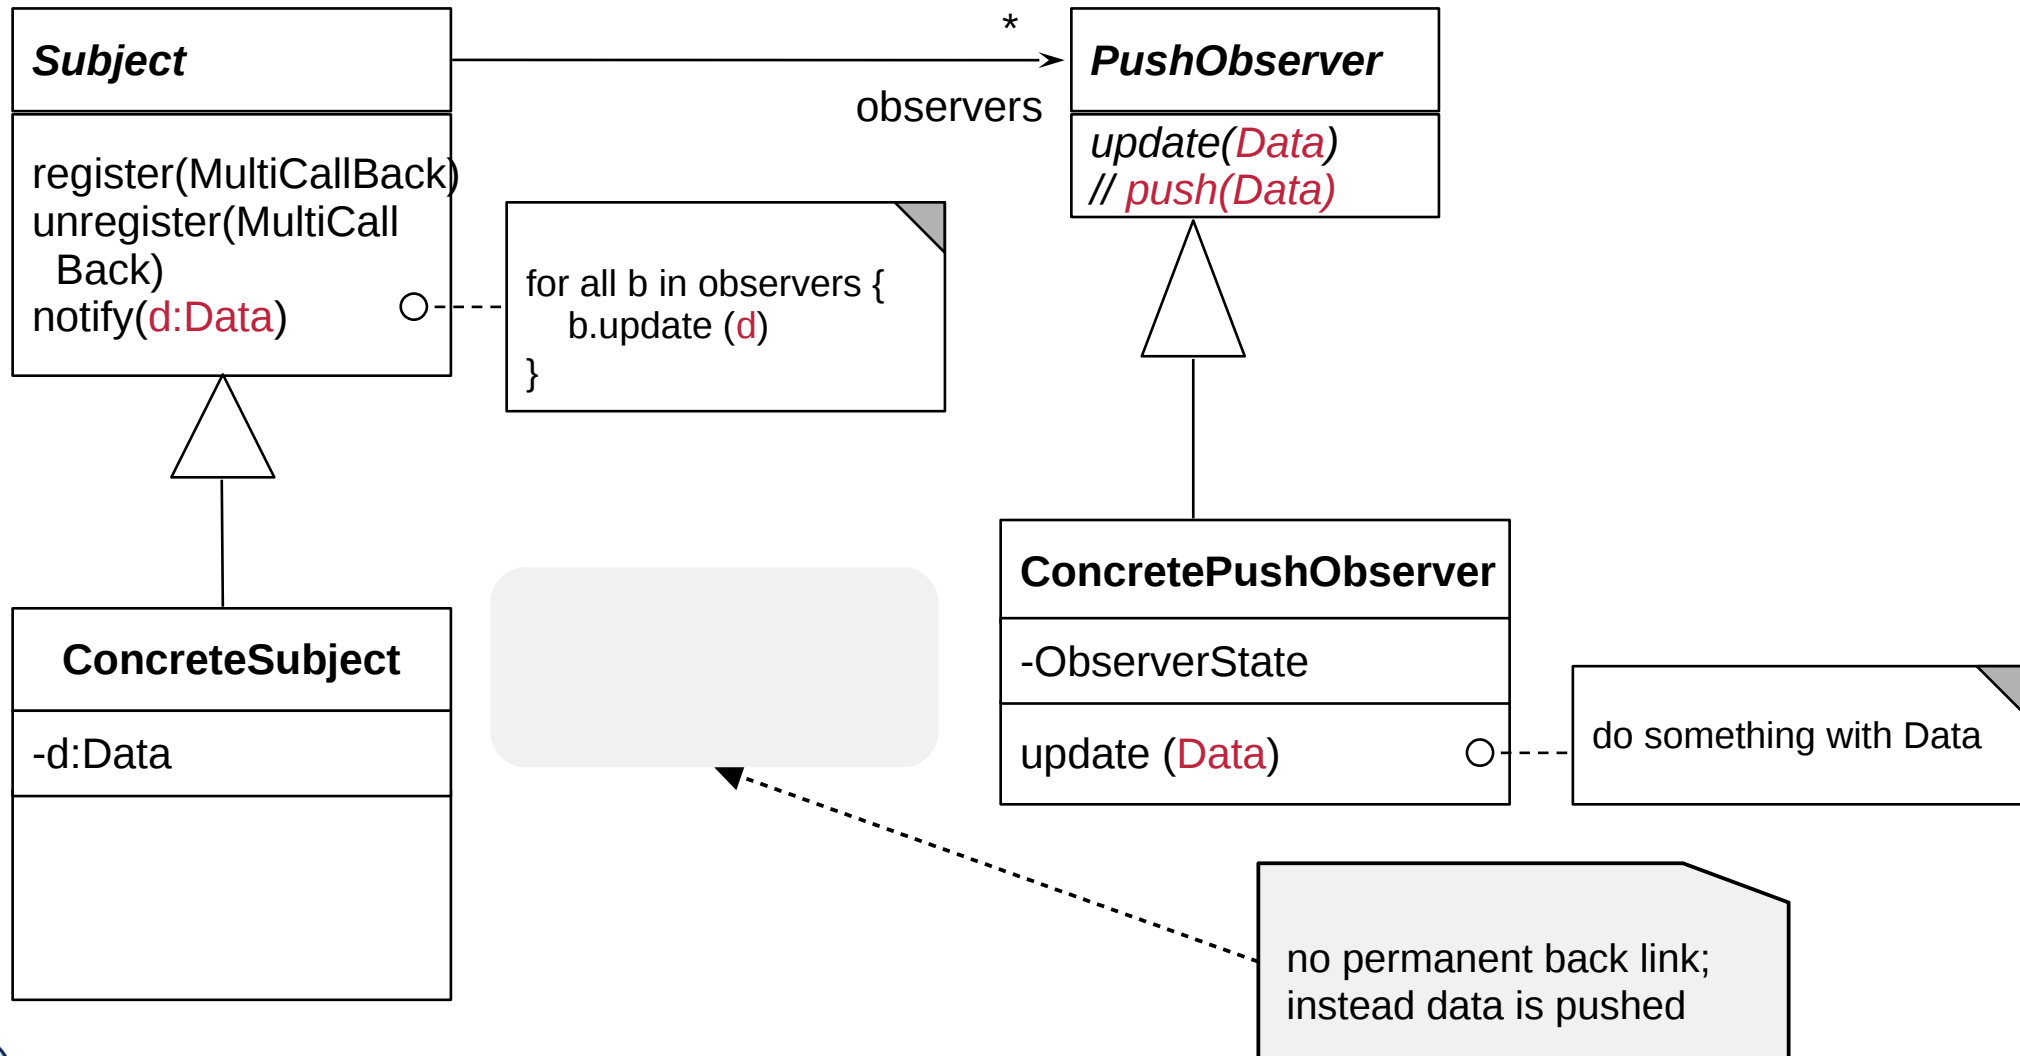 Subject
register(MultiCallBack)
unregister(MultiCall
Back)
notify(d:Data)
*
observers
PushObserver
update(Data)
// push(Data)
for all b in observers {
b.update (d)
}
ConcreteSubject
-d:Data
ConcretePushObserver
-ObserverState
update (Data)
do something with Data
no permanent back link;
instead data is pushed